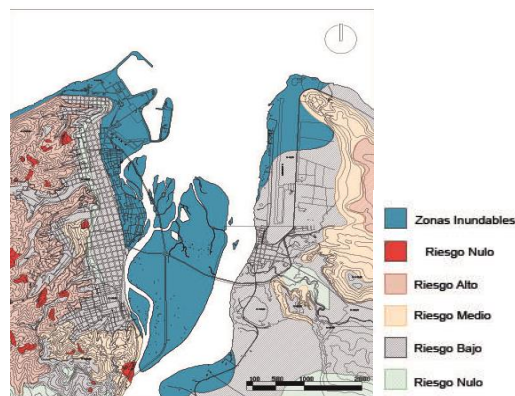 Zonas Inundables
Riesgo Nulo
Riesgo Alto
Riesgo Medio
Riesgo Bajo
Riesgo Nulo
100 500 1000 2000